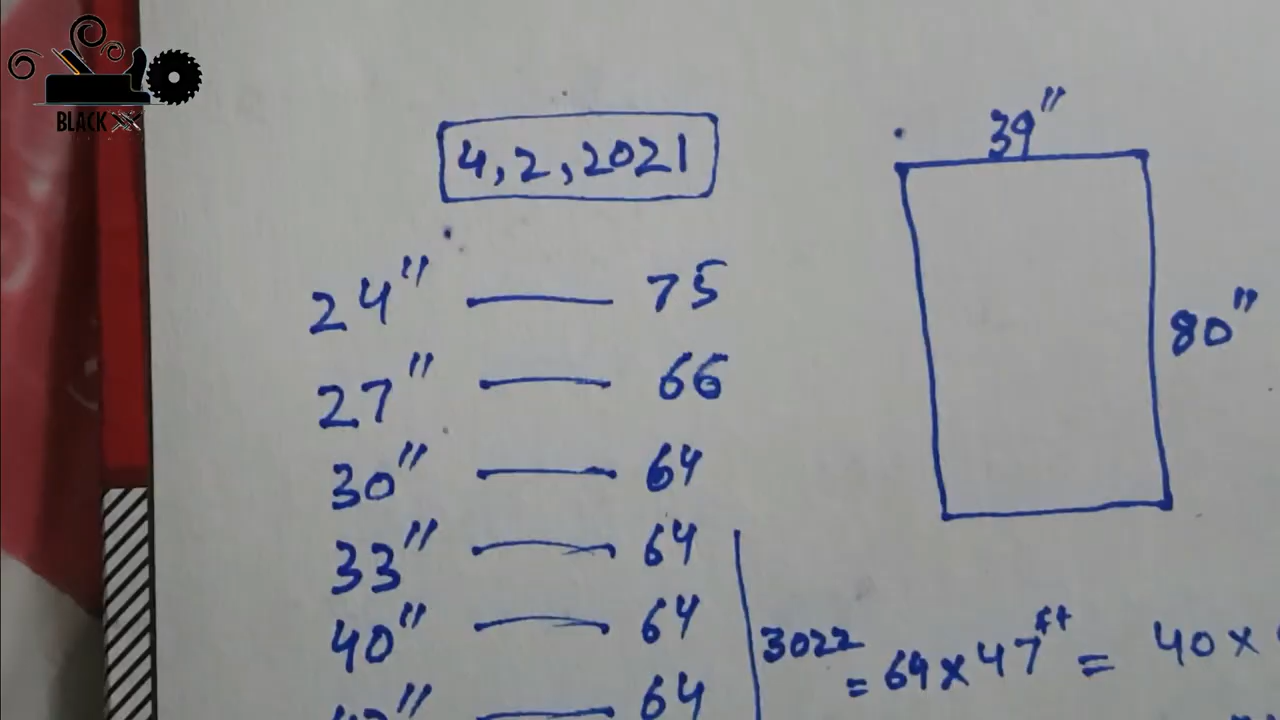 BLACK
4,2,2021
24" — 75
27" — 66
30" — 64
33" — 64
40" — 64
64
39"
80"
3022
= 64 x 47 = 40 x